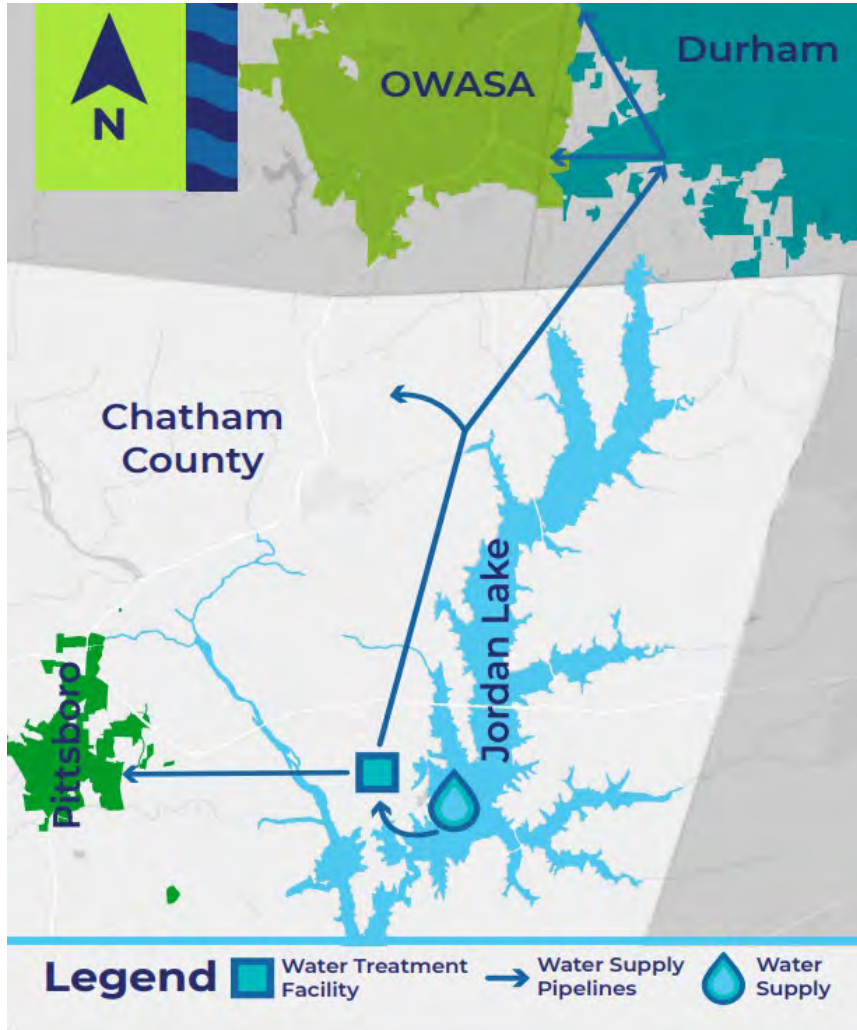 N
OWASA
Durham
Chatham
County
Jordan Lake
Pittsboro
Legend
Water Treatment
Facility
Water Supply
Pipelines
Water
Supply